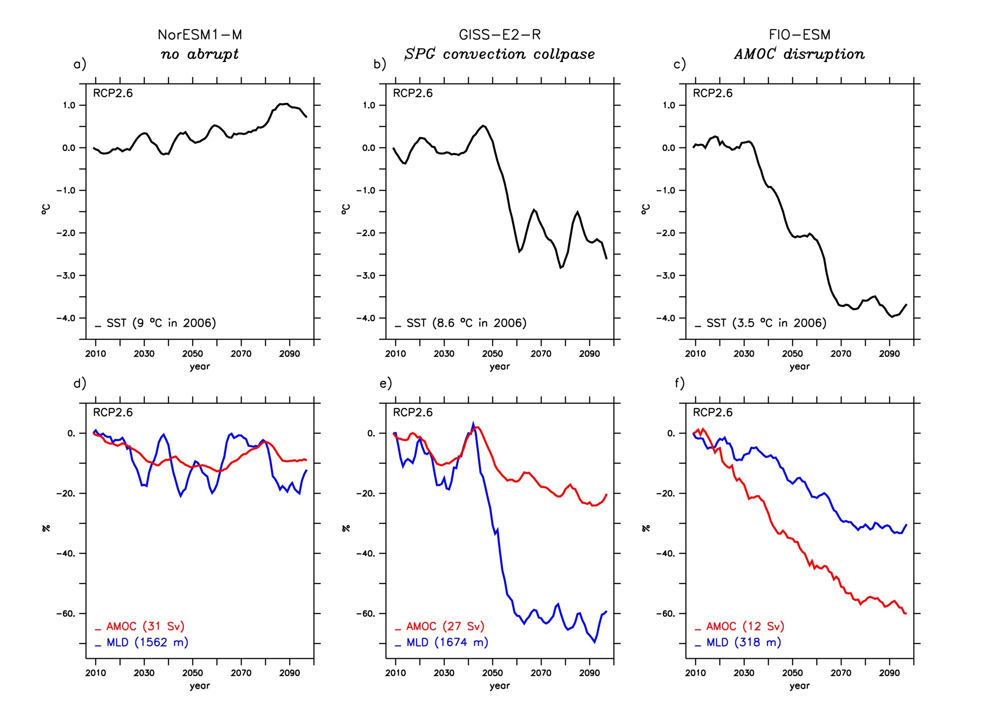 NorESM1-M
no abrupt
GISS-E2-R
SPG convection collpase
FIO-ESM
AMOC disruption
a)
RCP2.6
1.0
0.0
-1.0
-2.0
-3.0
-4.0
°C
_ SST (9 °C in 2006)
2010 2030 2050 2070 2090
year
b)
RCP2.6
1.0
0.0
-1.0
-2.0
-3.0
-4.0
°C
_ SST (8.6 °C in 2006)
2010 2030 2050 2070 2090
year
c)
RCP2.6
1.0
0.0
-1.0
-2.0
-3.0
-4.0
°C
_ SST (3.5 °C in 2006)
2010 2030 2050 2070 2090
year
d)
RCP2.6
0.
-20.
-40.
-60.
%
_ AMOC (31 Sv)
_ MLD (1562 m)
2010 2030 2050 2070 2090
year
e)
RCP2.6
0.
-20.
-40.
-60.
%
_ AMOC (27 Sv)
_ MLD (1674 m)
2010 2030 2050 2070 2090
year
f)
RCP2.6
0.
-20.
-40.
-60.
%
_ AMOC (12 Sv)
_ MLD (318 m)
2010 2030 2050 2070 2090
year